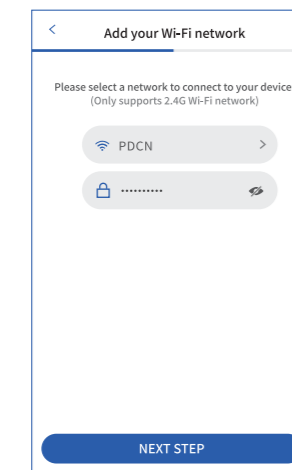 Add your Wi-Fi network
Please select a network to connect to your device
(Only supports 2.4G Wi-Fi network)
PDCN
··········
NEXT STEP